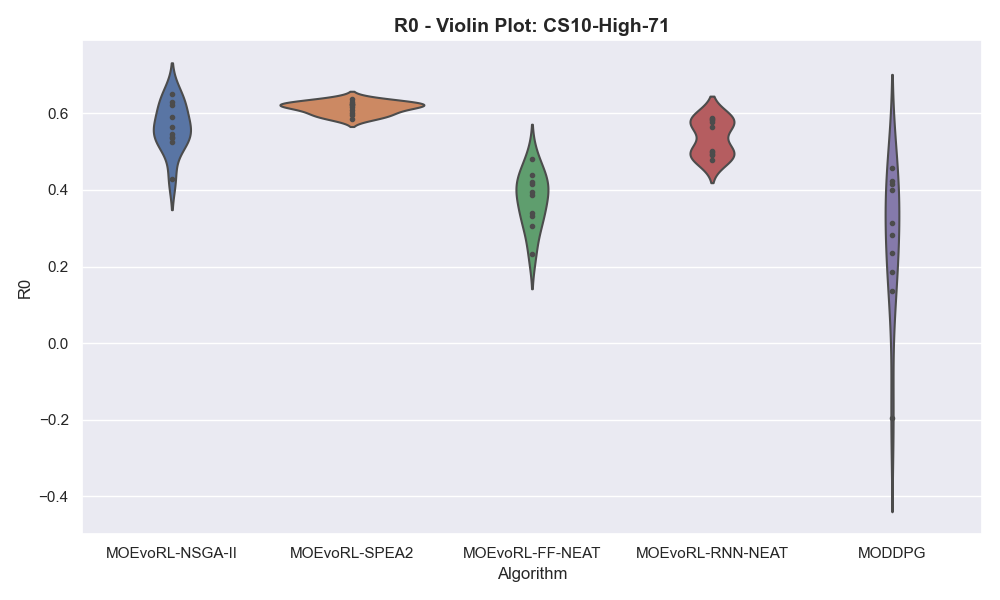 R0 - Violin Plot: CS10-High-71
R0
0.6
0.4
0.2
0.0
−0.2
−0.4
MOEvoRL-NSGA-II MOEvoRL-SPEA2 MOEvoRL-FF-NEAT MOEvoRL-RNN-NEAT MODDPG
Algorithm